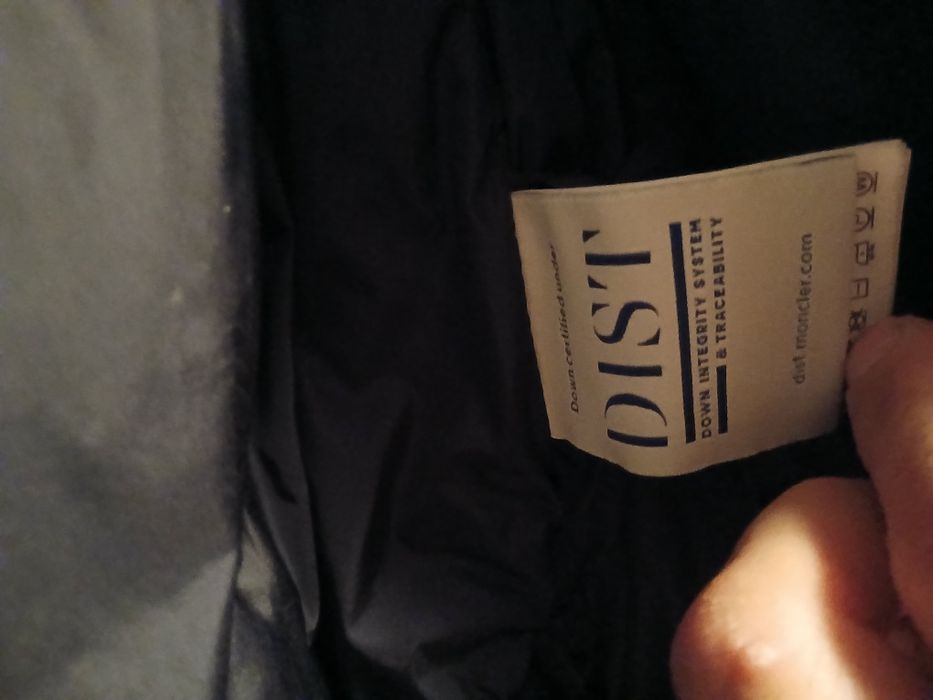 Down certified under
DIST
DOWN INTEGRITY SYSTEM
& TRACEABILITY
dist.moncler.com